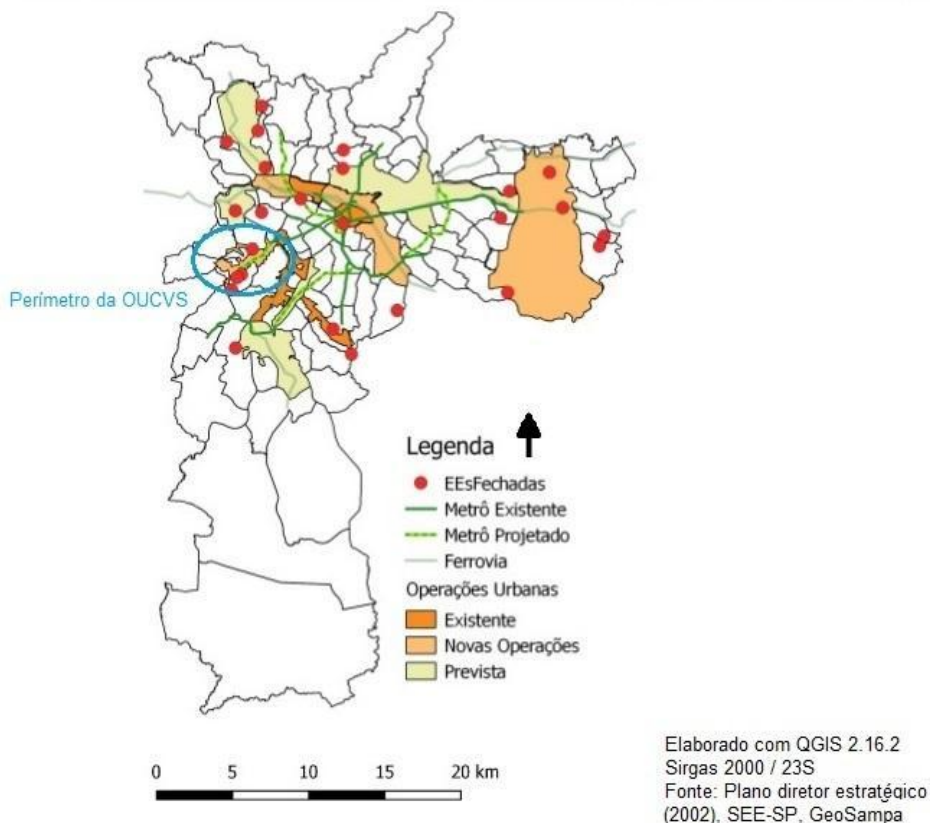 Perímetro da OUCVS
Legenda
EEsFechadas
Metrô Existente
Metrô Projetado
Ferrovia
Operações Urbanas
Existente
Novas Operações
Prevista
0 5 10 15 20 km
Elaborado com QGIS 2.16.2
Sirgas 2000 / 23S
Fonte: Plano diretor estratégico
(2002), SEE-SP, GeoSampa